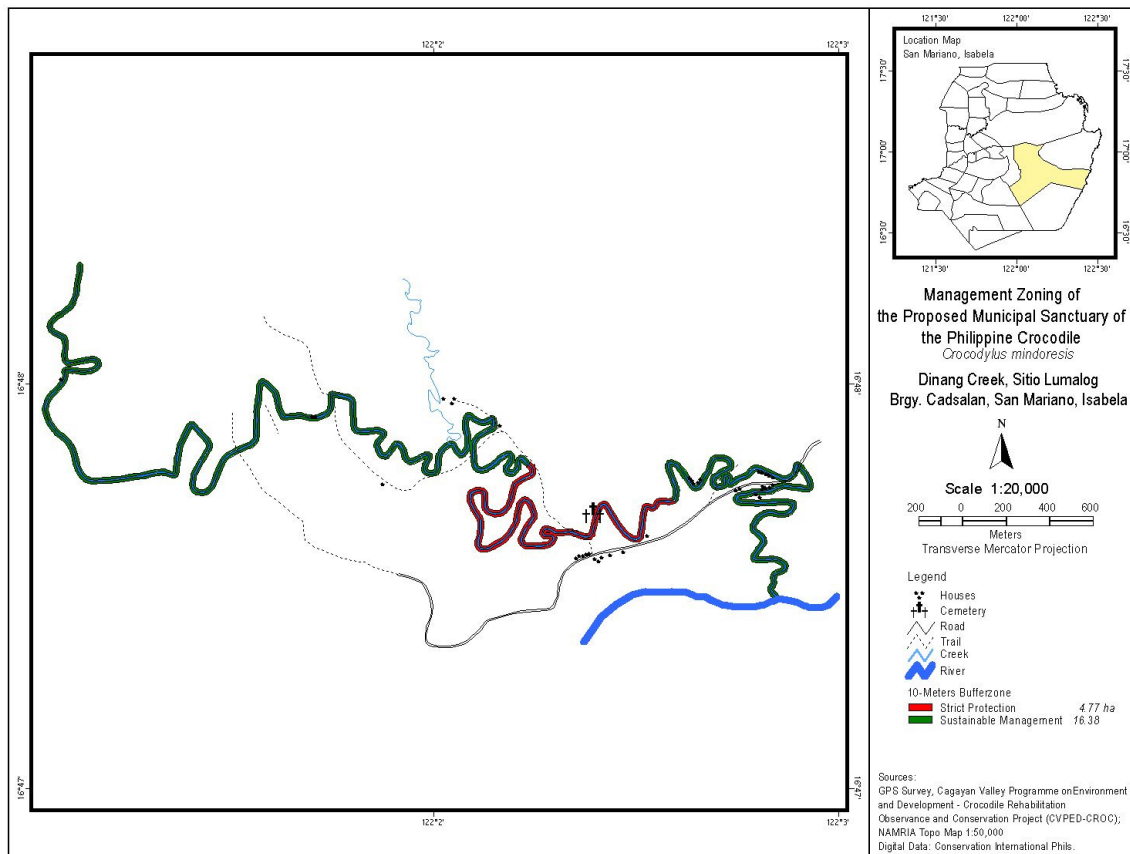 122°2'
122°3'
16°48'
16°48'
16°47'
16°47'
122°2'
122°3'
121°30'
122°00'
122°30'
Location Map
San Mariano, Isabela
17°30'
17°30'
17°00'
17°00'
16°30'
16°30'
121°30'
122°00'
122°30'
Management Zoning of
the Proposed Municipal Sanctuary of
the Philippine Crocodile
Crocodylus mindoresis
Dinang Creek, Sitio Lumalog
Brgy. Cadsalan, San Mariano, Isabela
N
Scale 1:20,000
200 0 200 400 600
Meters
Transverse Mercator Projection
Legend
Houses
Cemetery
Road
Trail
Creek
River
10-Meters Bufferzone
Strict Protection 4.77 ha
Sustainable Management 16.38
Sources:
GPS Survey, Cagayan Valley Programme on Environment
and Development - Crocodile Rehabilitation
Observance and Conservation Project (CVPED-CROC);
NAMRIA Topo Map 1:50,000
Digital Data: Conservation International Phils.